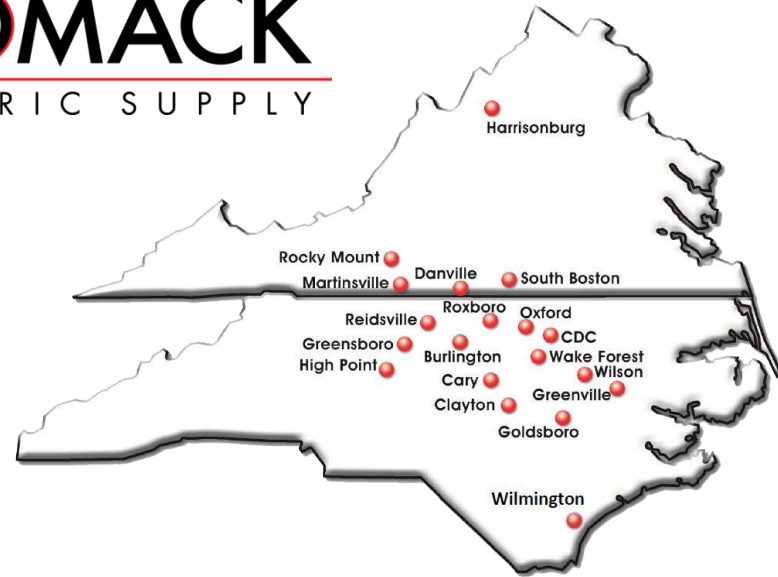 OMACK
RIC SUPPLY
Harrisonburg
Rocky Mount
Martinsville
Danville
South Boston
Roxboro
Oxford
Reidsville
CDC
Greensboro
Burlington
Wake Forest
High Point
Wilson
Cary
Greenville
Clayton
Goldsboro
Wilmington